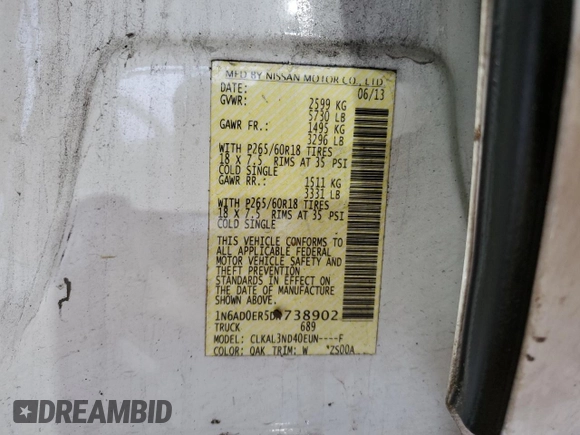 MFD BY NISSAN MOTOR CO., LTD.
DATE: 06/13
GVWR: 2599 KG
5730 LB
GAWR FR.: 1495 KG
3296 LB
WITH P265/60R18 TIRES
18 X 7.5 RIMS AT 35 PSI
COLD SINGLE
GAWR RR.: 1511 KG
3331 LB
WITH P265/60R18 TIRES
18 X 7.5 RIMS AT 35 PSI
COLD SINGLE
THIS VEHICLE CONFORMS TO
ALL APPLICABLE FEDERAL
MOTOR VEHICLE SAFETY AND
THEFT PREVENTION
STANDARDS IN EFFECT ON
THE DATE OF MANUFACTURE
SHOWN ABOVE.
738902
TRUCK 689
MODEL: CLKAL3ND40EUN----F
COLOR: QAK TRIM: W *ZS00A
DREAMBID